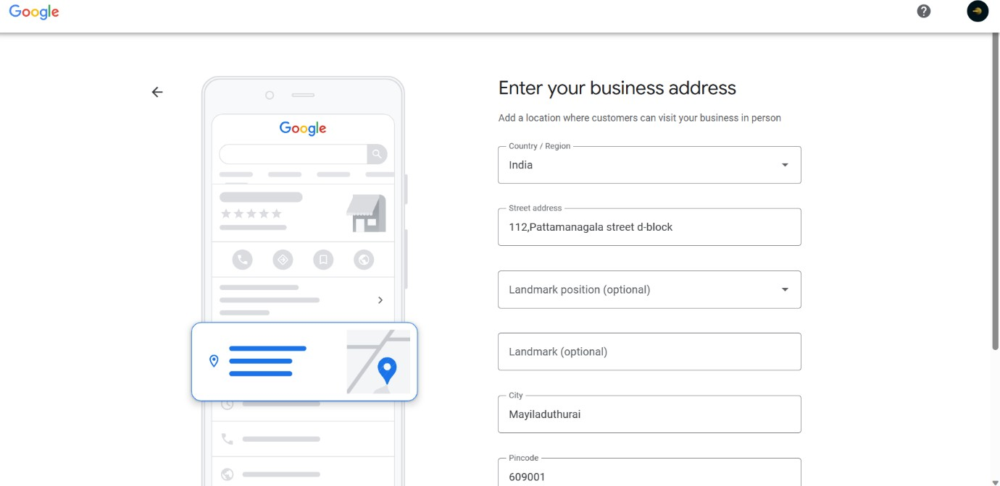 Google
Google
Enter your business address
Add a location where customers can visit your business in person
Country / Region
India
Street address
112,Pattamanagala street d-block
Landmark position (optional)
Landmark (optional)
City
Mayiladuthurai
Pincode
609001